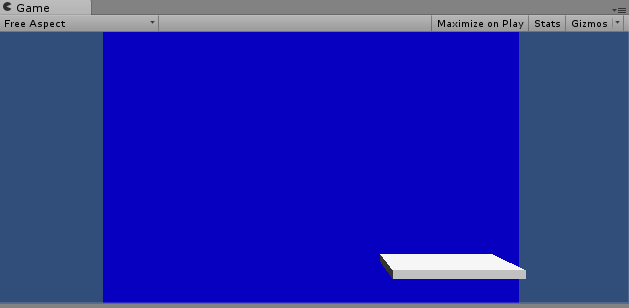 Game
Free Aspect
Maximize on Play
Stats
Gizmos